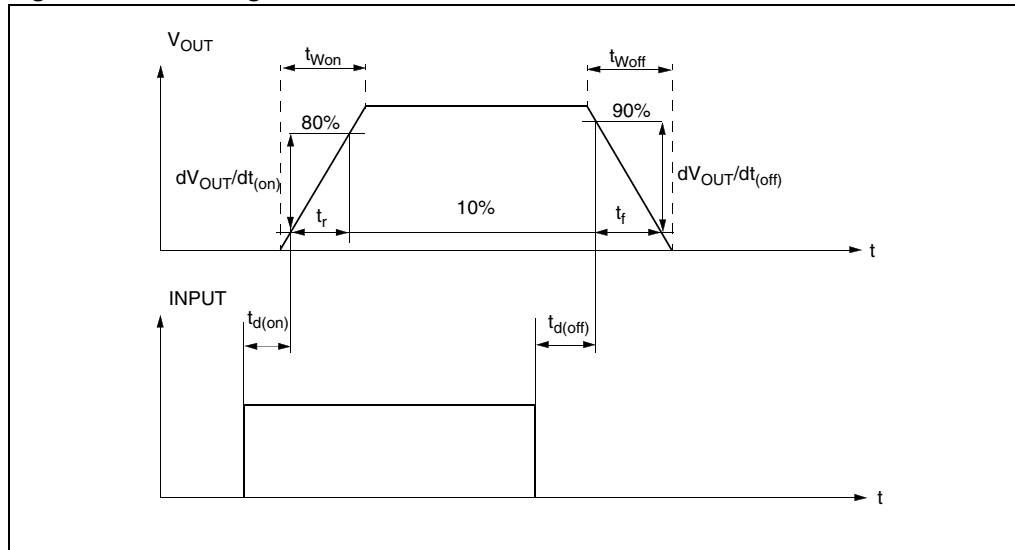 V_OUT
t_Won
t_Woff
80%
90%
dV_OUT/dt_(on)
dV_OUT/dt_(off)
t_r
10%
t_f
t
INPUT
t_d(on)
t_d(off)
t